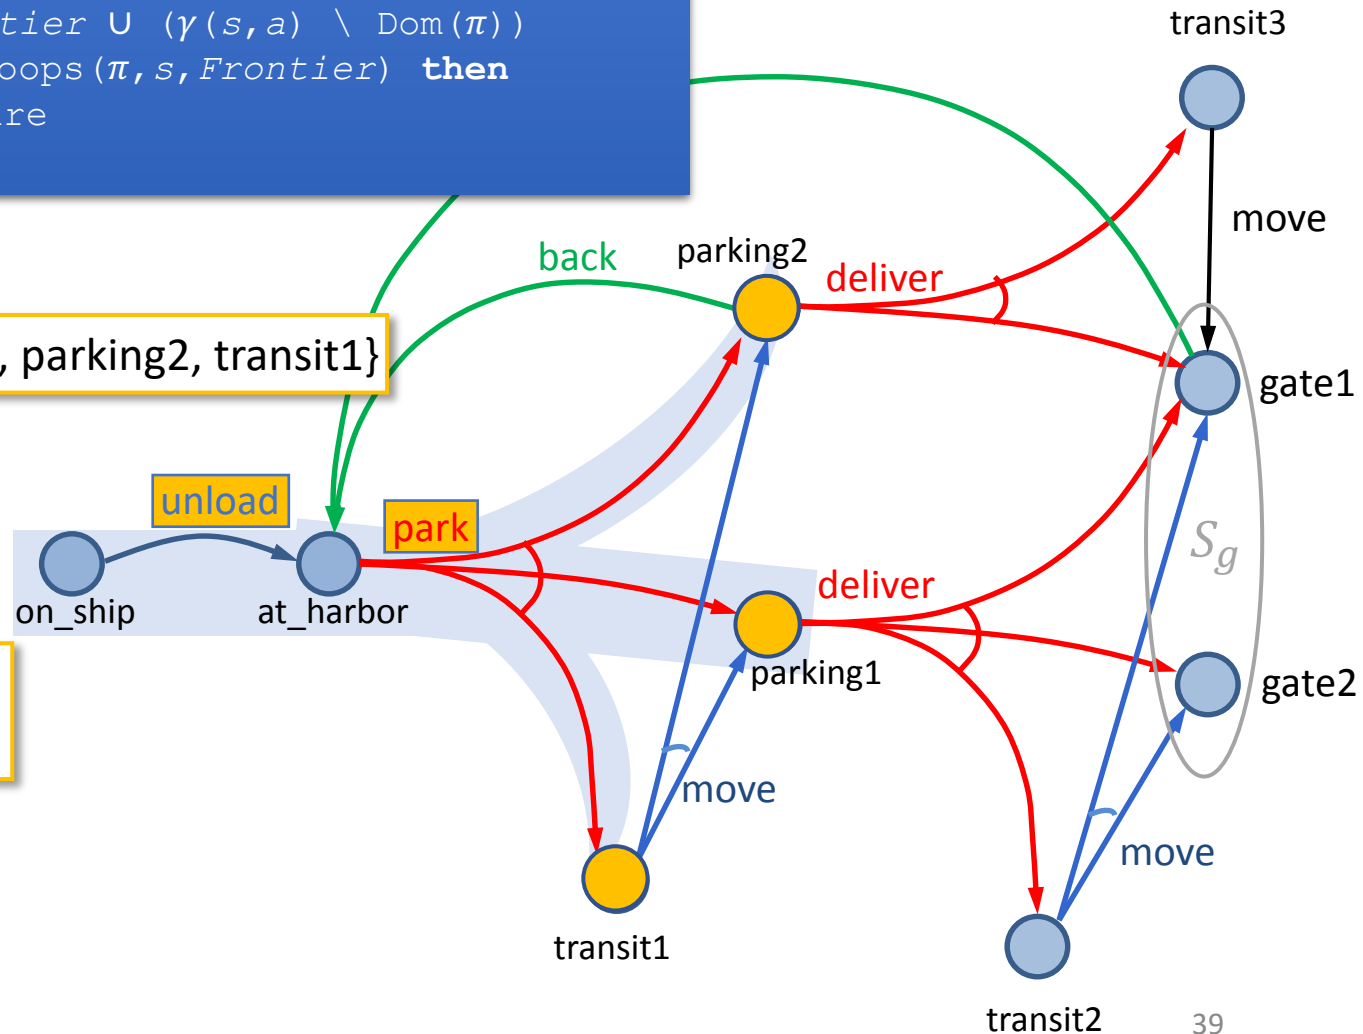 tier ∪ (γ(s,a) \ Dom(π))
oops(π,s,Frontier) then
re
transit3
move
parking2
back
deliver
, parking2, transit1}
gate1
unload
park
S_g
on_ship
at_harbor
deliver
parking1
gate2
move
move
transit1
transit2
39